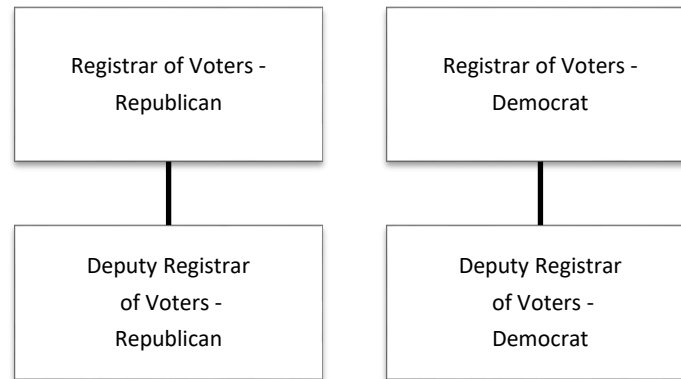 Registrar of Voters -
Republican
Registrar of Voters -
Democrat
Deputy Registrar
of Voters -
Republican
Deputy Registrar
of Voters -
Democrat